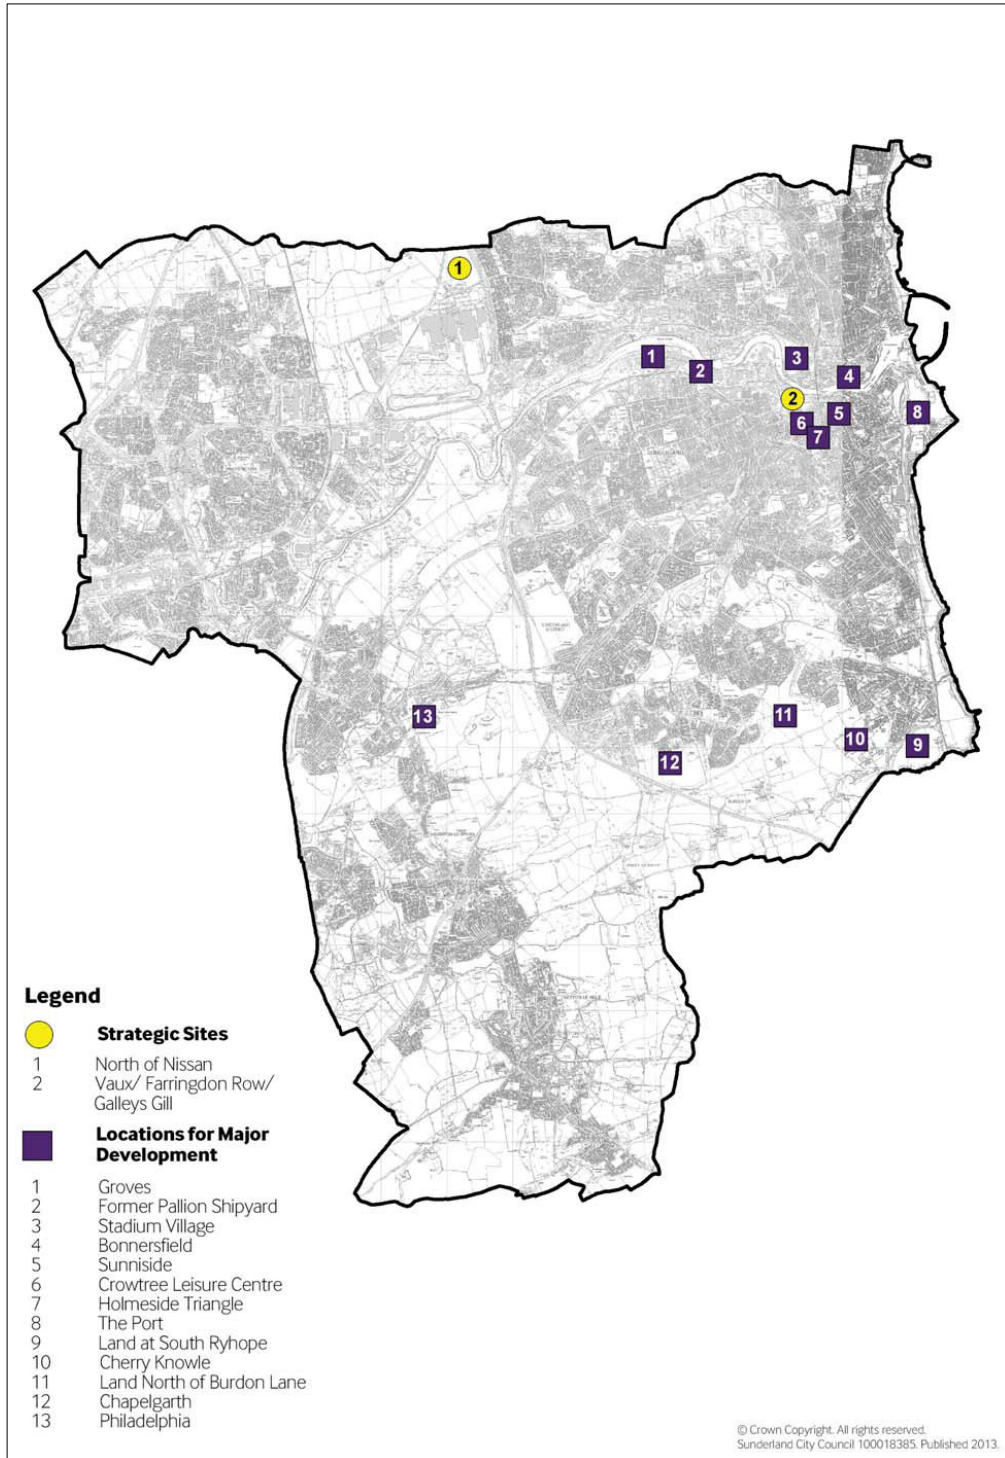 1
1
2
3
4
2
5
6
7
8
13
11
10
9
12
Legend
Strategic Sites
1 North of Nissan
2 Vaux/ Farringdon Row/
Galleys Gill
Locations for Major
Development
1 Groves
2 Former Pallion Shipyard
3 Stadium Village
4 Bonnersfield
5 Sunniside
6 Crowtree Leisure Centre
7 Holmeside Triangle
8 The Port
9 Land at South Ryhope
10 Cherry Knowle
11 Land North of Burdon Lane
12 Chapelgarth
13 Philadelphia
© Crown Copyright. All rights reserved.
Sunderland City Council 100018385. Published 2013.